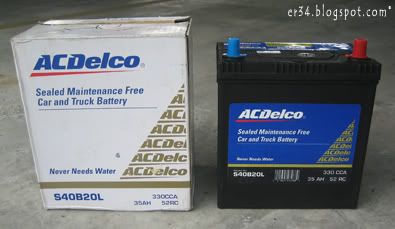 er34.blogspot.com"
ACDelco
Sealed Maintenance Free
Car and Truck Battery
ACDelco
ACDelco
Never Needs Water
S40B20L
330CCA
35AH 52RC
ACDelco
Sealed Maintenance Free
Car and Truck Battery
ACDelco
Never Needs Water
S40B20L
330 CCA
35 AH 52 RC